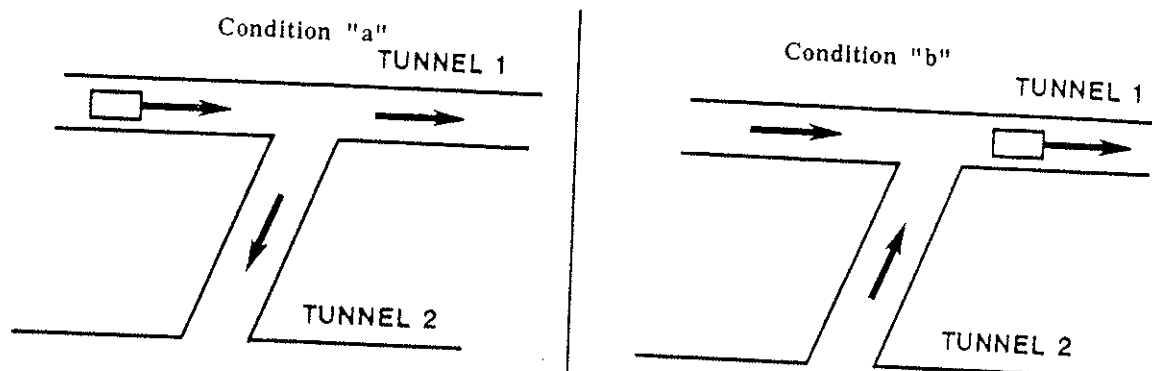 Condition "a"
TUNNEL 1
TUNNEL 2
Condition "b"
TUNNEL 1
TUNNEL 2